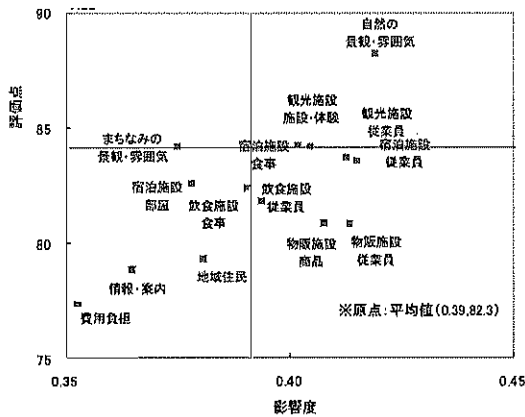 90
85
80
75
評価点
0.35
0.40
0.45
影響度
自然の
景観・雰囲気
観光施設
施設・体験
観光施設
従業員
まちなみの
景観・雰囲気
宿泊施設
食事
宿泊施設
従業員
宿泊施設
部屋
飲食施設
食事
飲食施設
従業員
物販施設
商品
物販施設
従業員
情報・案内
地域住民
費用負担
※原点:平均値(0.39,82.3)